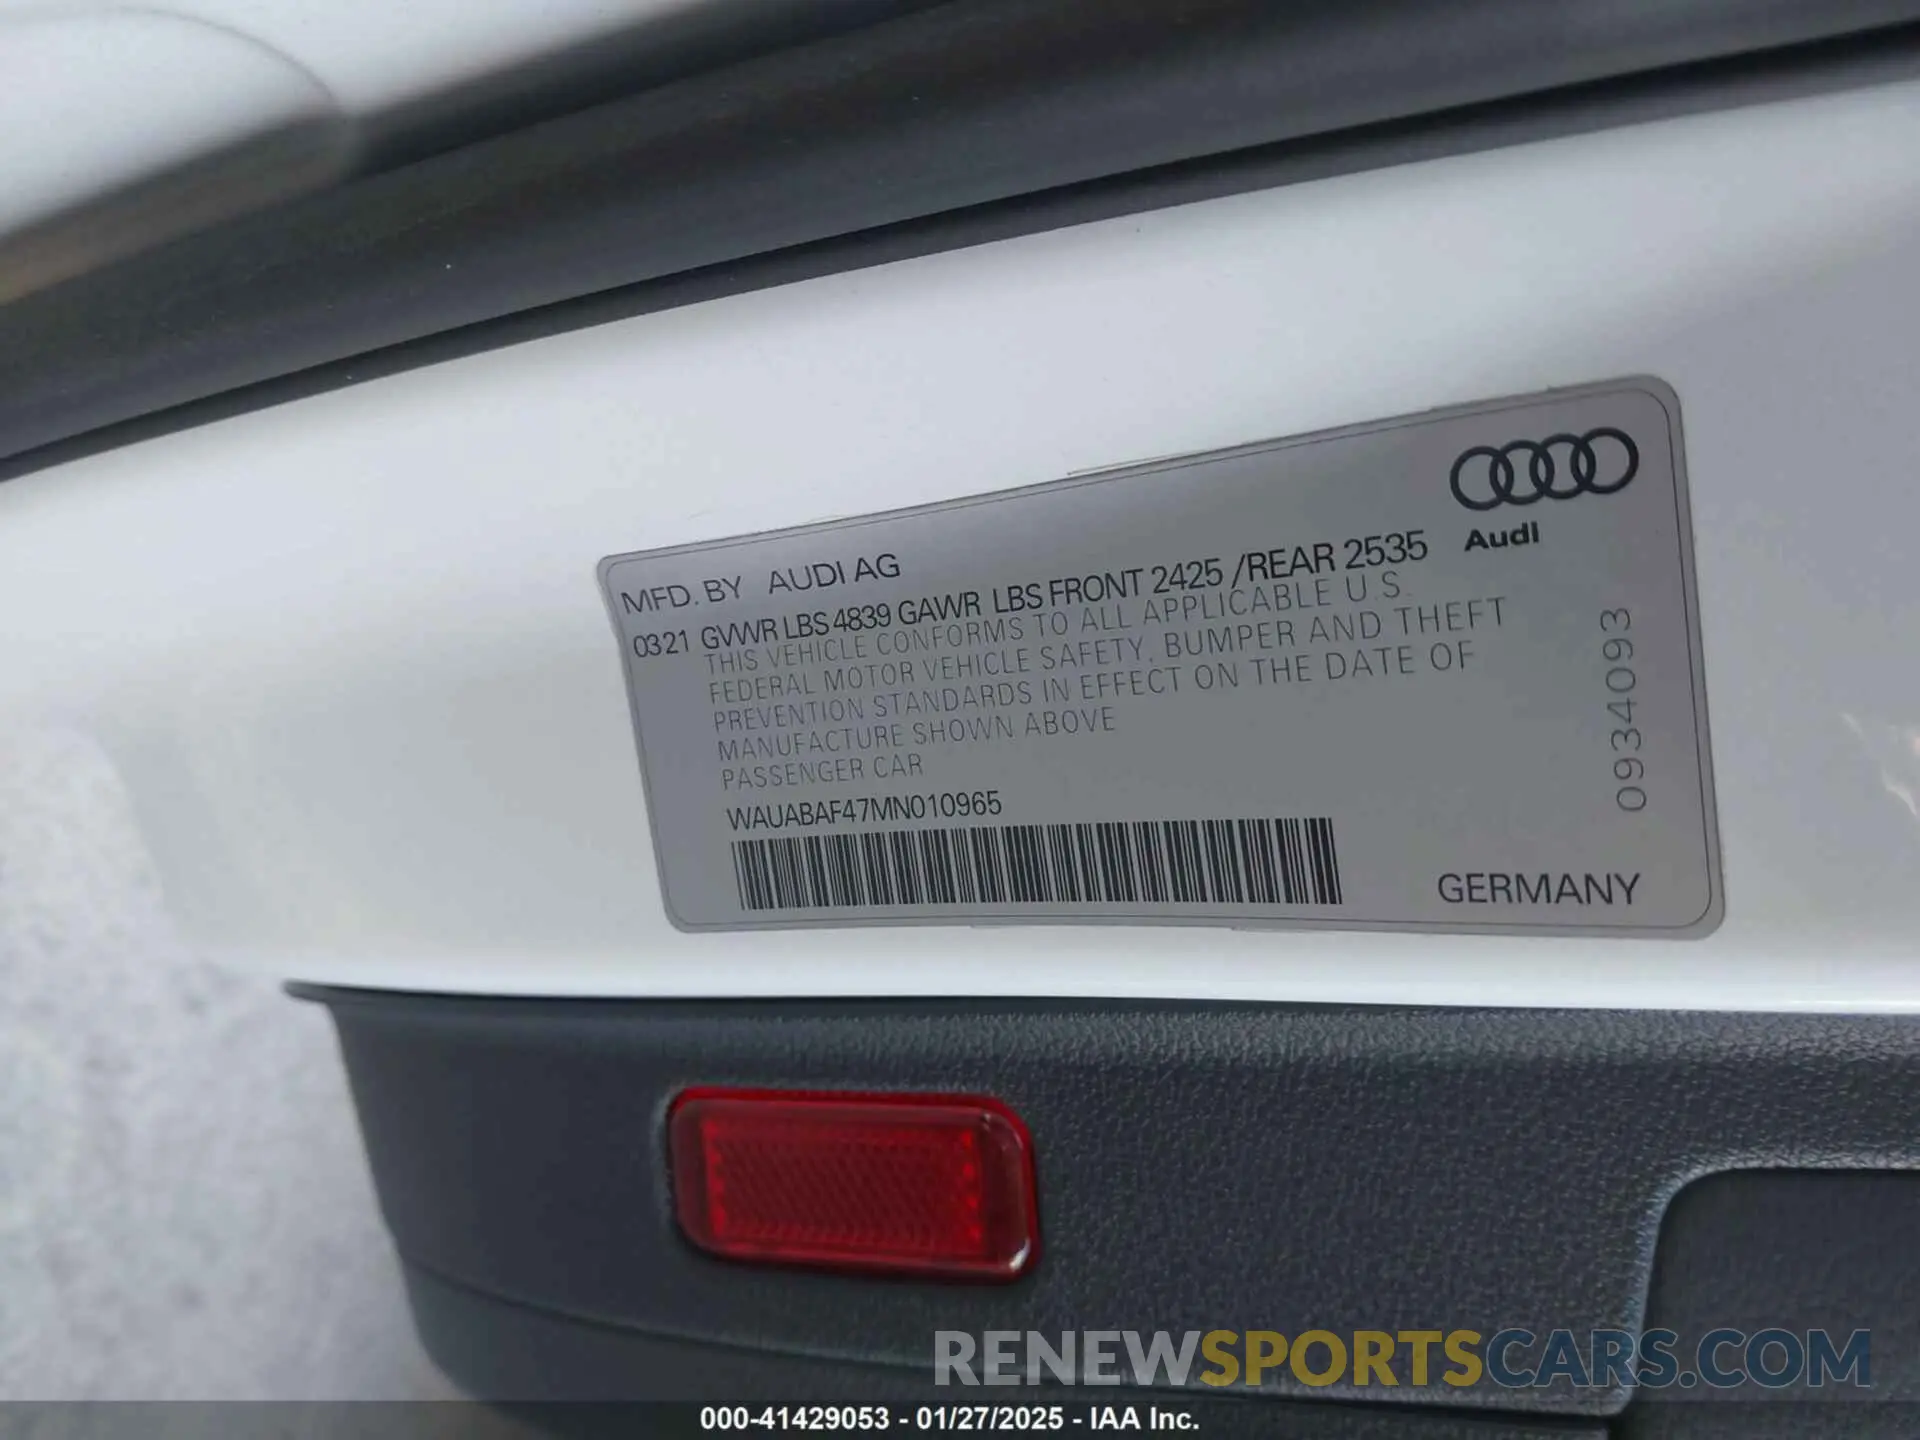 MFD. BY AUDI AG
Audi
03 21 GVWR LBS 4839 GAWR LBS FRONT 2425 /REAR 2535
THIS VEHICLE CONFORMS TO ALL APPLICABLE U.S.
FEDERAL MOTOR VEHICLE SAFETY, BUMPER AND THEFT
PREVENTION STANDARDS IN EFFECT ON THE DATE OF
MANUFACTURE SHOWN ABOVE
PASSENGER CAR
WAUABAF47MN010965
0934093
GERMANY
RENEWSPORTSCARS.COM
000-41429053 - 01/27/2025 - IAA Inc.